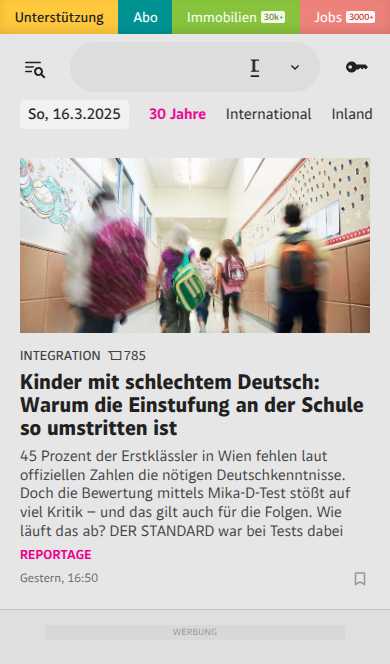 Unterstützung Abo Immobilien 30k+ Jobs 3000+
So, 16.3.2025 30 Jahre International Inland
INTEGRATION 785
Kinder mit schlechtem Deutsch:
Warum die Einstufung an der Schule
so umstritten ist
45 Prozent der Erstklässler in Wien fehlen laut
offiziellen Zahlen die nötigen Deutschkenntnisse.
Doch die Bewertung mittels Mika-D-Test stößt auf
viel Kritik – und das gilt auch für die Folgen. Wie
läuft das ab? DER STANDARD war bei Tests dabei
REPORTAGE
Gestern, 16:50
WERBUNG